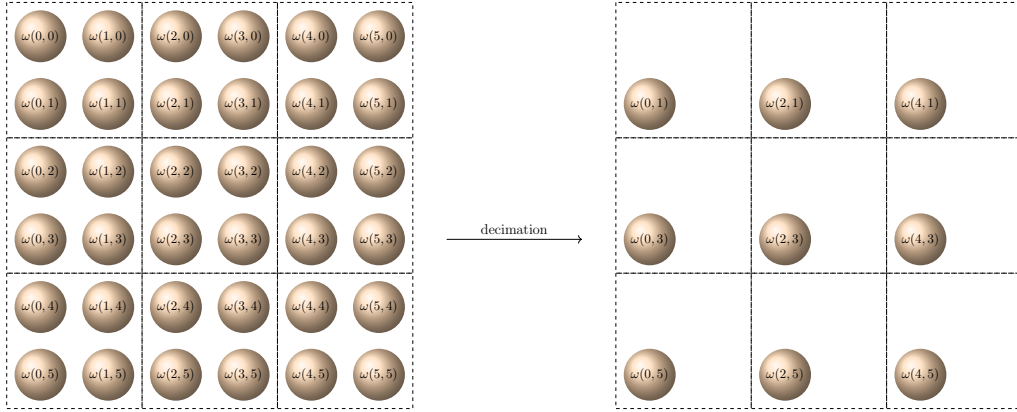 ω(0, 0) ω(1, 0) ω(2, 0) ω(3, 0) ω(4, 0) ω(5, 0)
ω(0, 1) ω(1, 1) ω(2, 1) ω(3, 1) ω(4, 1) ω(5, 1) ω(0, 1) ω(2, 1) ω(4, 1)
ω(0, 2) ω(1, 2) ω(2, 2) ω(3, 2) ω(4, 2) ω(5, 2)
decimation
ω(0, 3) ω(1, 3) ω(2, 3) ω(3, 3) ω(4, 3) ω(5, 3) ω(0, 3) ω(2, 3) ω(4, 3)
ω(0, 4) ω(1, 4) ω(2, 4) ω(3, 4) ω(4, 4) ω(5, 4)
ω(0, 5) ω(1, 5) ω(2, 5) ω(3, 5) ω(4, 5) ω(5, 5) ω(0, 5) ω(2, 5) ω(4, 5)